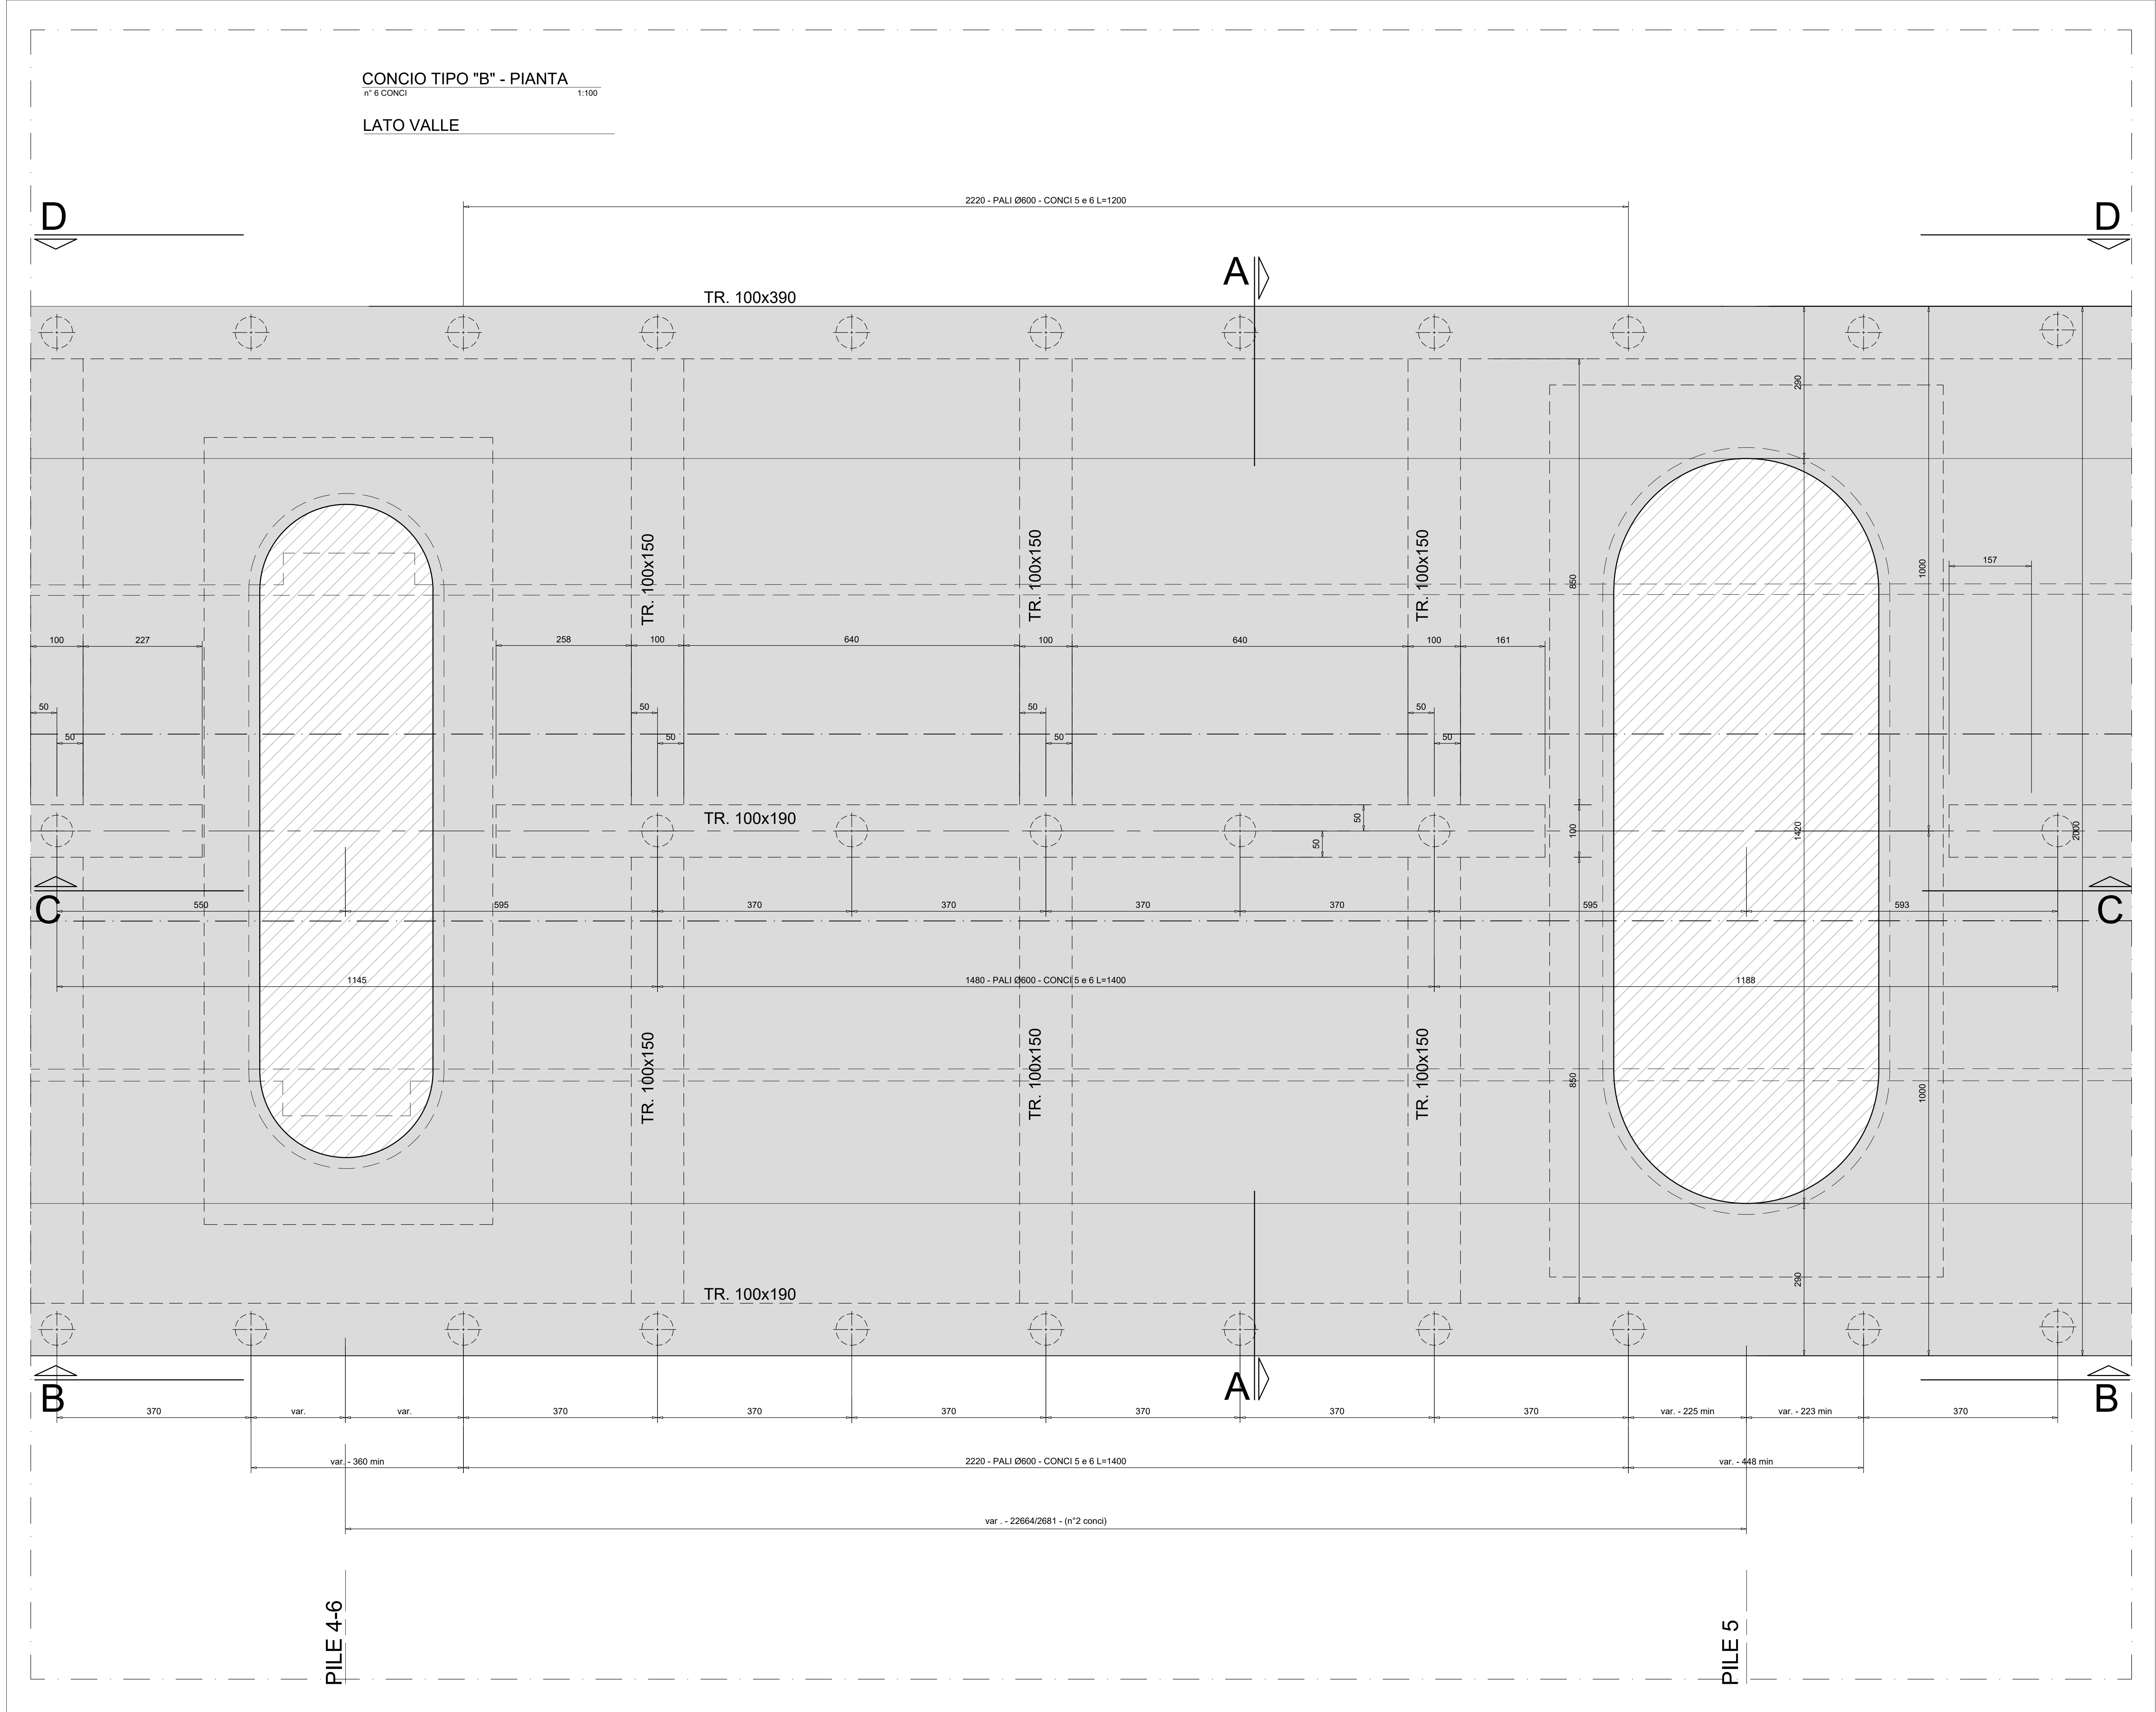 CONCIO TIPO "B" - PIANTA
n° 6 CONCI 1:100
LATO VALLE
2220 - PALI Ø600 - CONCI 5 e 6 L=1200
D D
A
TR. 100x390
290
TR. 100x150 TR. 100x150 TR. 100x150
850 1000 157
100 227 258 100 640 100 640 100 161
50 50 50 50
50 50 50 50
TR. 100x190
50
50
100 1420 2000
C C
550 595 370 370 370 370 595 593
1145 1480 - PALI Ø600 - CONCI 5 e 6 L=1400 1188
TR. 100x150 TR. 100x150 TR. 100x150
850 1000
290
TR. 100x190
B A B
370 var. var. 370 370 370 370 370 370 var. - 225 min var. - 223 min 370
var. - 360 min 2220 - PALI Ø600 - CONCI 5 e 6 L=1400 var. - 448 min
var . - 22664/2681 - (n°2 conci)
PILE 4-6 PILE 5